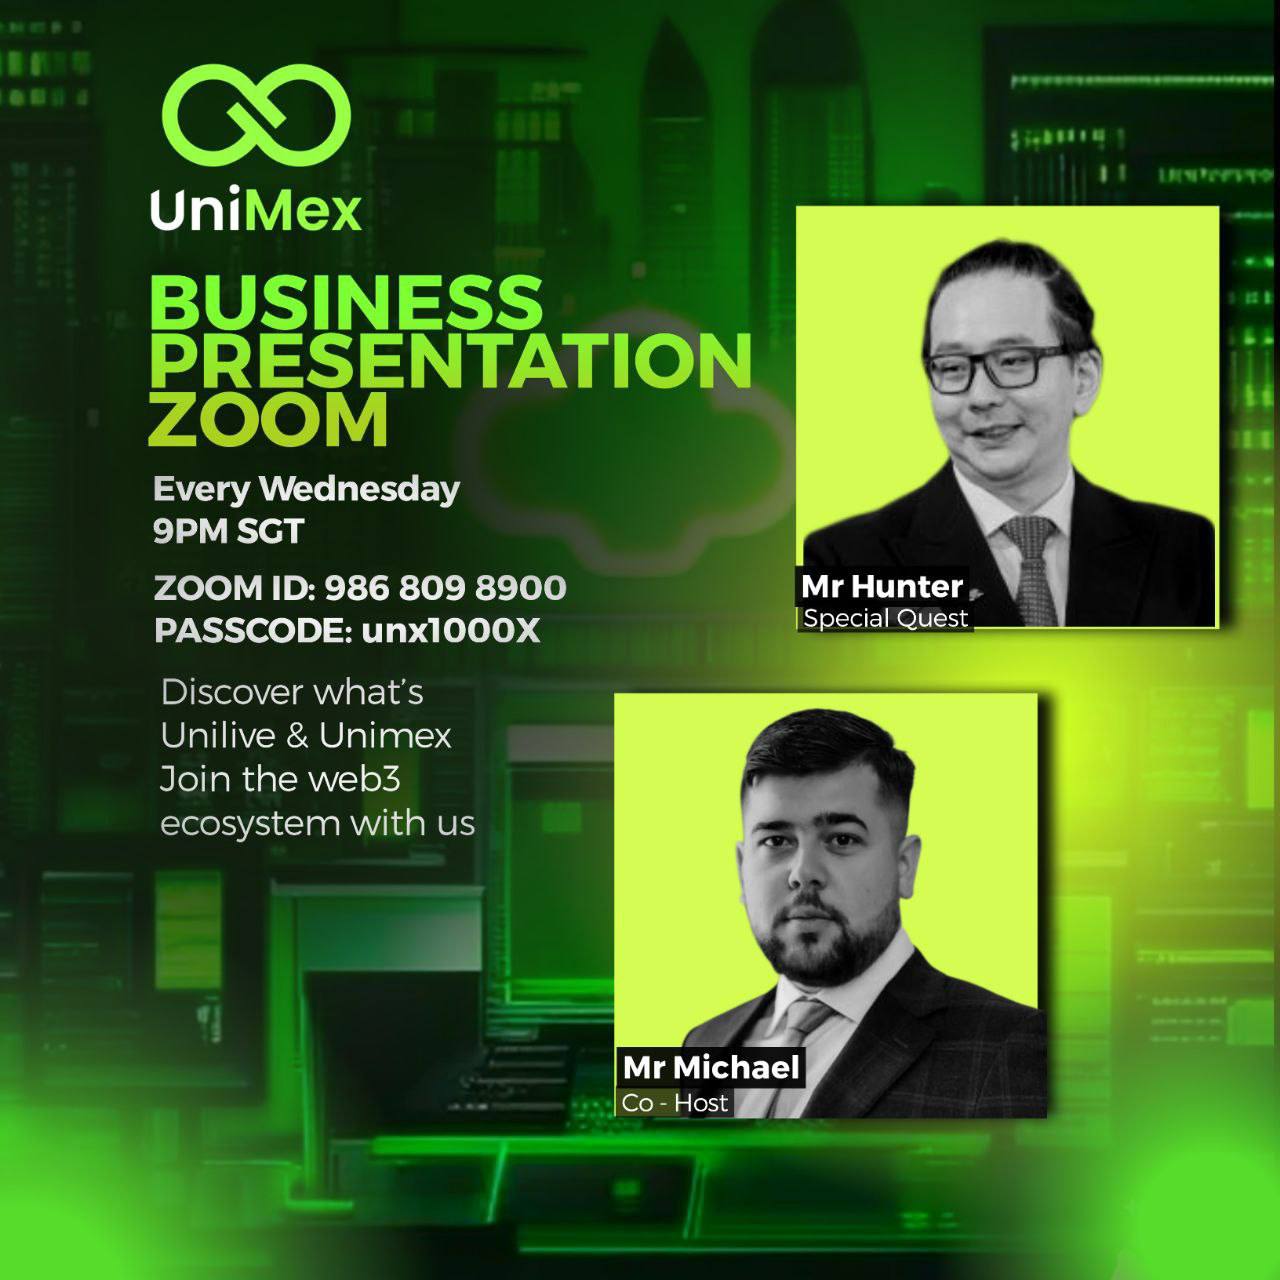 UniMex
BUSINESS
PRESENTATION
ZOOM
Every Wednesday
9PM SGT
ZOOM ID: 986 809 8900
PASSCODE: unx1000X
Discover what's
Unilive & Unimex
Join the web3
ecosystem with us
Mr Hunter
Special Quest
Mr Michael
Co - Host